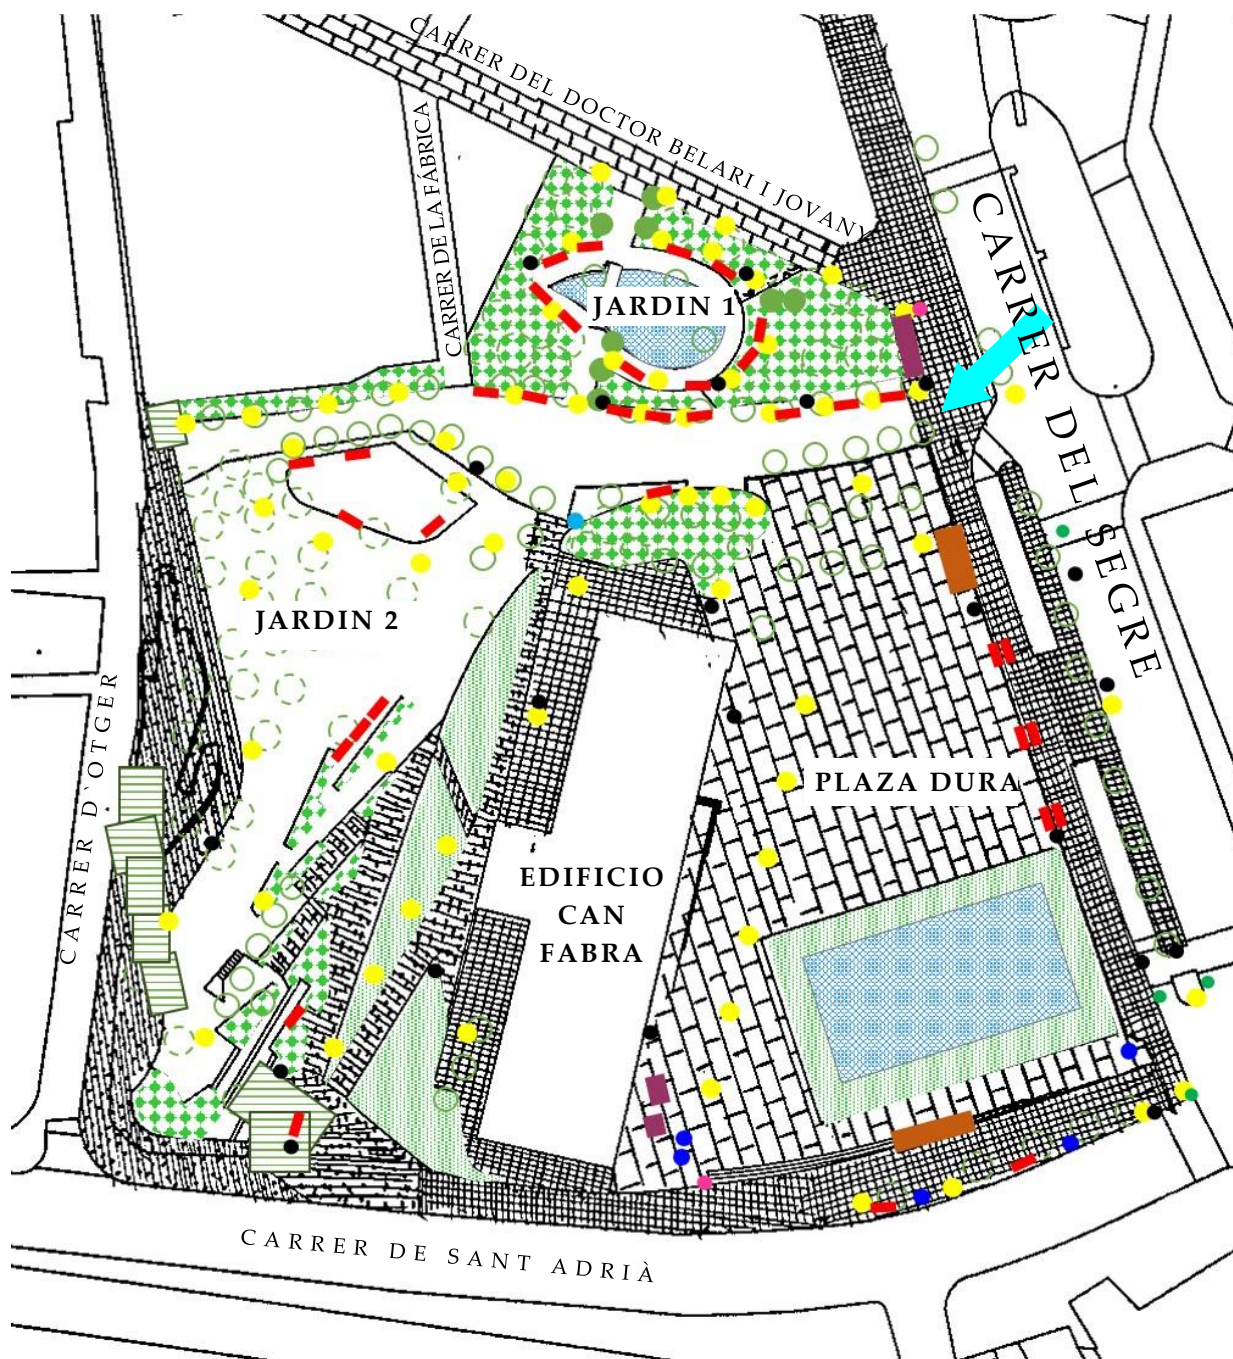 CARRER DEL DOCTOR BELARI I JOVANY
CARRER DE LA FÁBRICA
CARRER DEL SEGRE
JARDIN 1
JARDIN 2
CARRER D`OTGER
PLAZA DURA
EDIFICIO
CAN
FABRA
CARRER DE SANT ADRIÀ